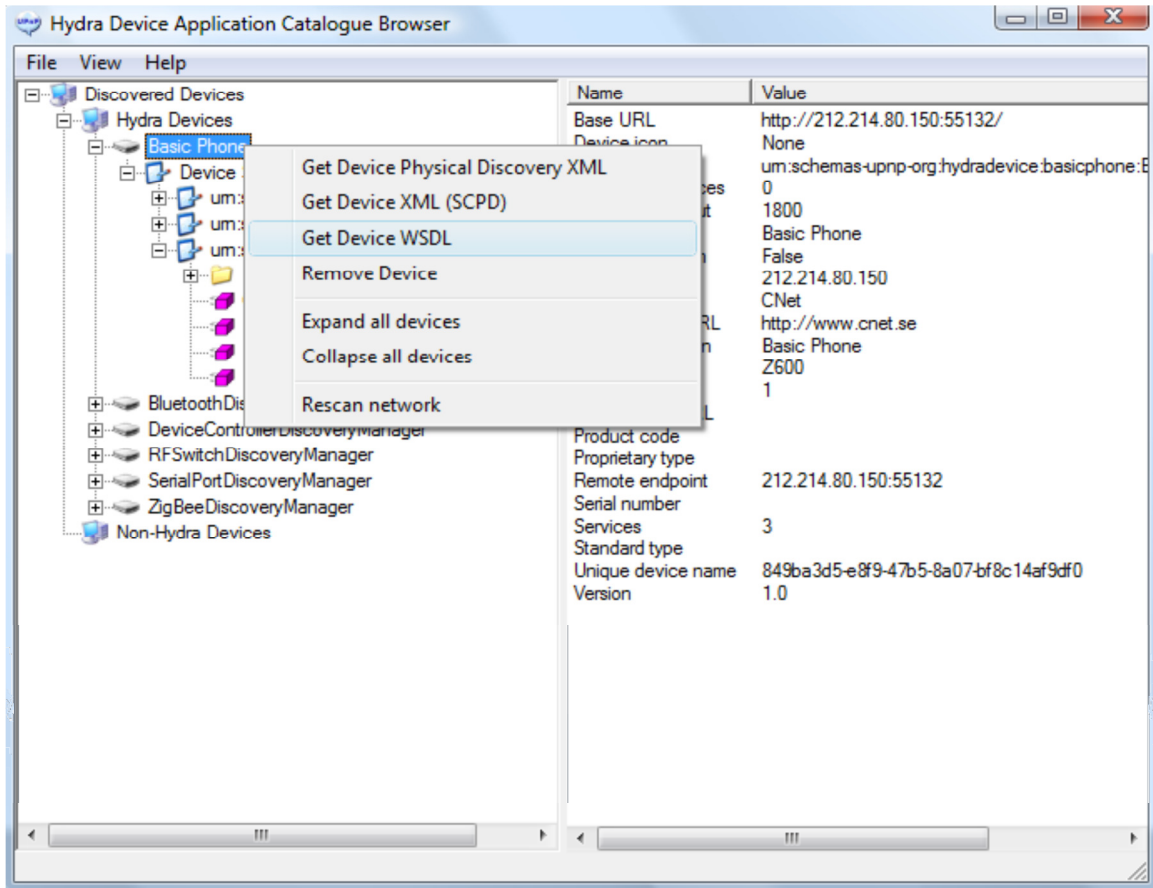 Hydra Device Application Catalogue Browser
File View Help
Discovered Devices
Hydra Devices
Basic Phone
Device
BluetoothDis
DeviceControllerDiscoveryManager
RFSwitchDiscoveryManager
SerialPortDiscoveryManager
ZigBeeDiscoveryManager
Non-Hydra Devices
Get Device Physical Discovery XML
Get Device XML (SCPD)
Get Device WSDL
Remove Device
Expand all devices
Collapse all devices
Rescan network
Name Value
Base URL http://212.214.80.150:55132/
Device icon None
urn:schemas-upnp-org:hydradevice:basicphone:
0
1800
Basic Phone
False
212.214.80.150
CNet
http://www.cnet.se
Basic Phone
Z600
1
Product code
Proprietary type
Remote endpoint 212.214.80.150:55132
Serial number
Services 3
Standard type
Unique device name 849ba3d5-e8f9-47b5-8a07-bf8c14af9df0
Version 1.0